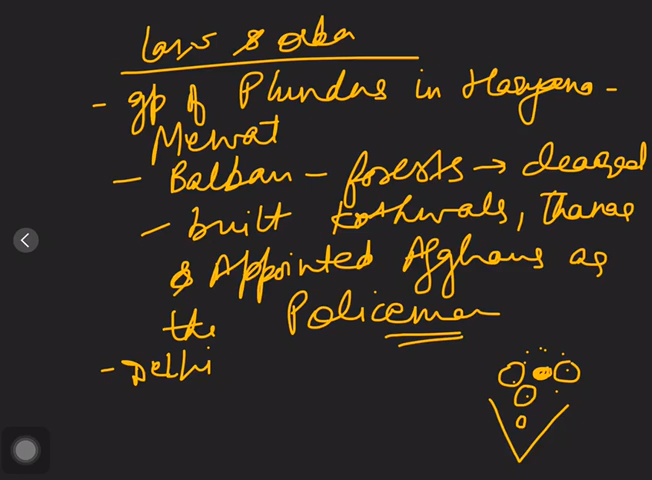 Law & order
- gp of Plunders in Haryana -
Mewat
- Balban - forests → cleared
- built kothwals, Thanas
& Appointed Afghans as
the Policeman
- Delhi